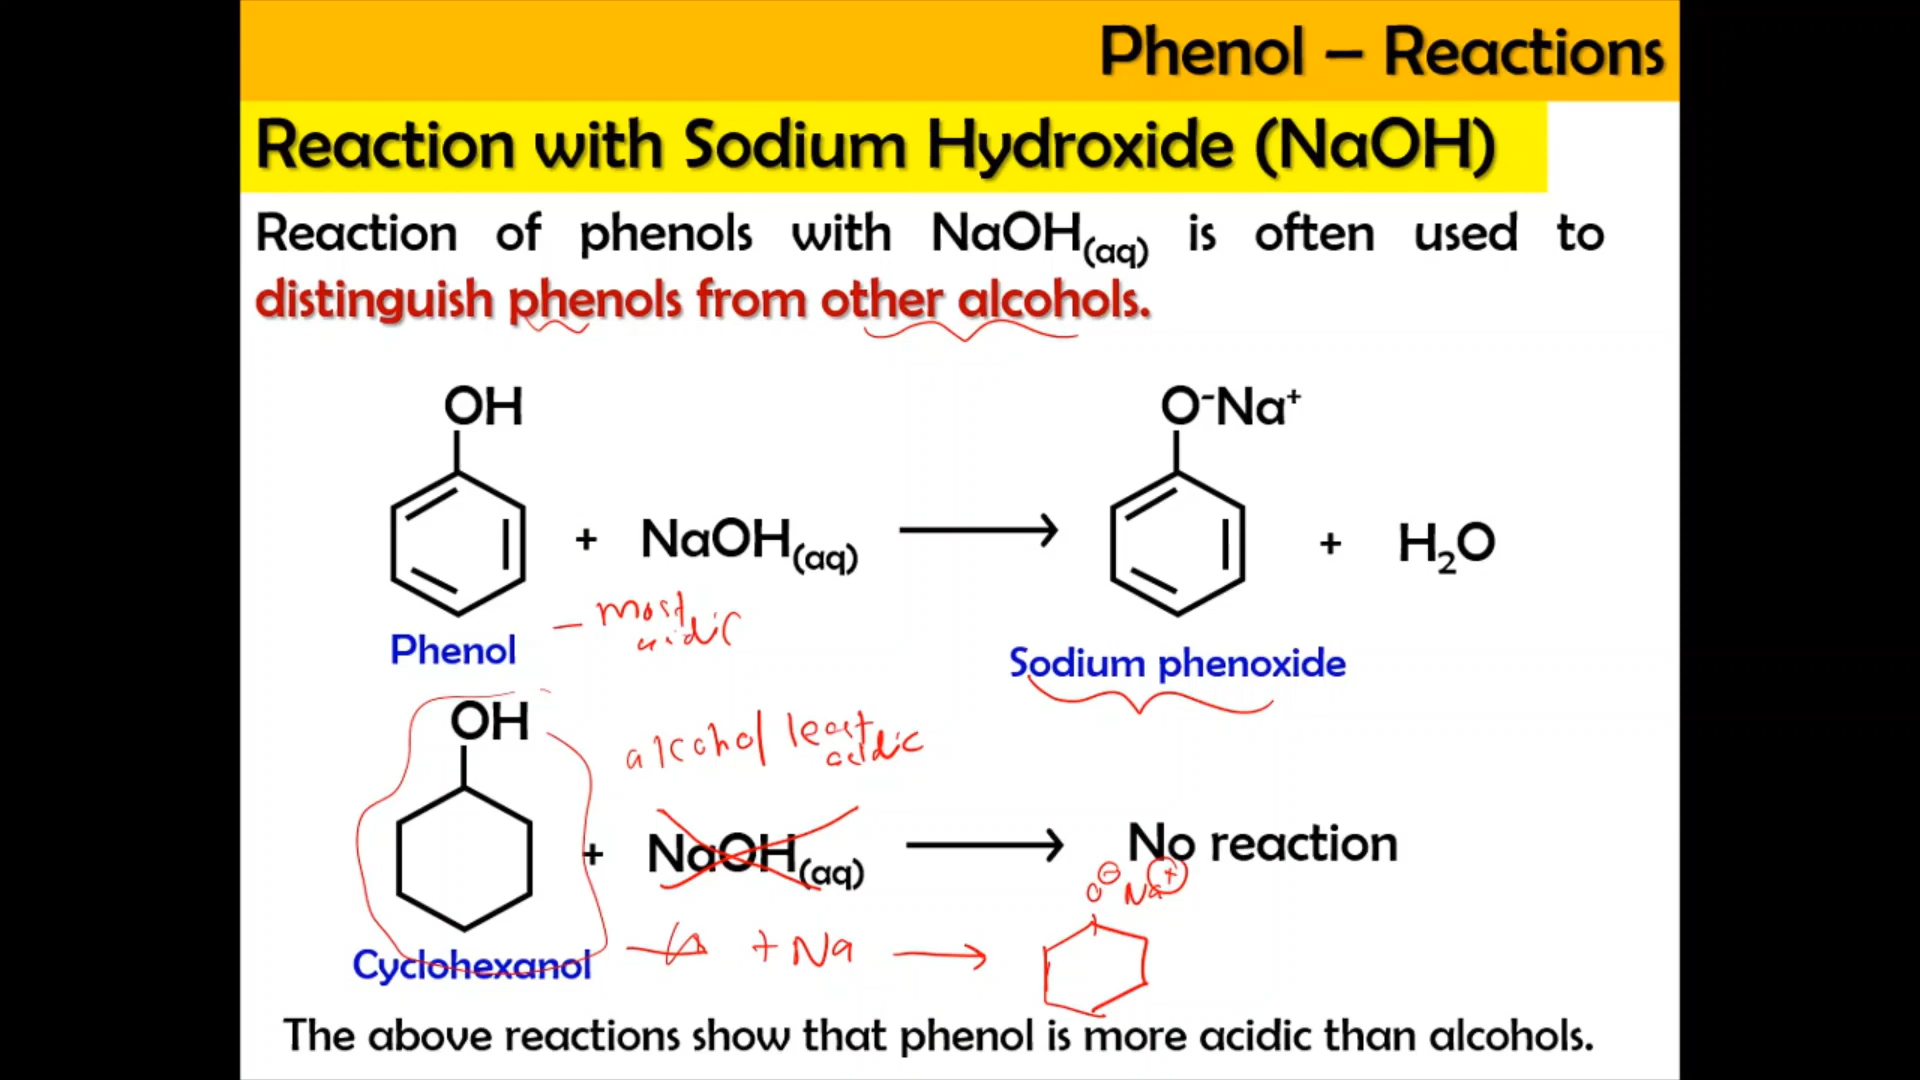 Phenol – Reactions
Reaction with Sodium Hydroxide (NaOH)
Reaction of phenols with NaOH(aq) is often used to
distinguish phenols from other alcohols.
OH
O⁻Na⁺
+ NaOH(aq)
+ H₂O
– most
acidic
Phenol
Sodium phenoxide
OH
alcohol least
acidic
+ NaOH(aq)
No reaction
O⊖ Na⊕
+ Na
Cyclohexanol
The above reactions show that phenol is more acidic than alcohols.